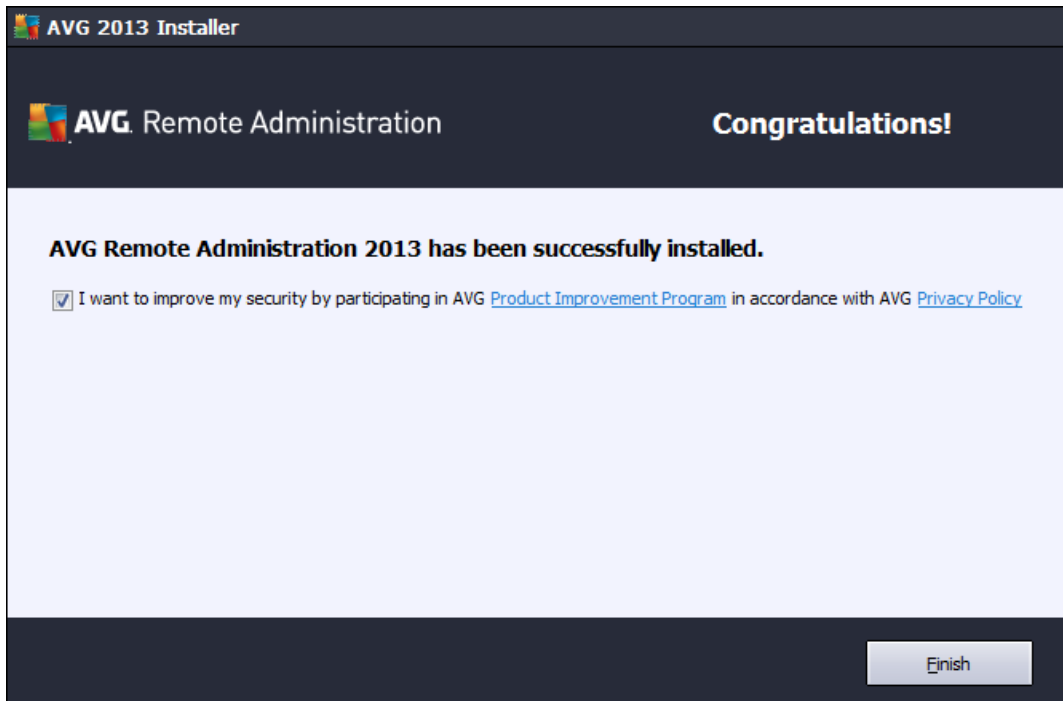 AVG 2013 Installer
AVG. Remote Administration
Congratulations!
AVG Remote Administration 2013 has been successfully installed.
I want to improve my security by participating in AVG Product Improvement Program in accordance with AVG Privacy Policy
Finish